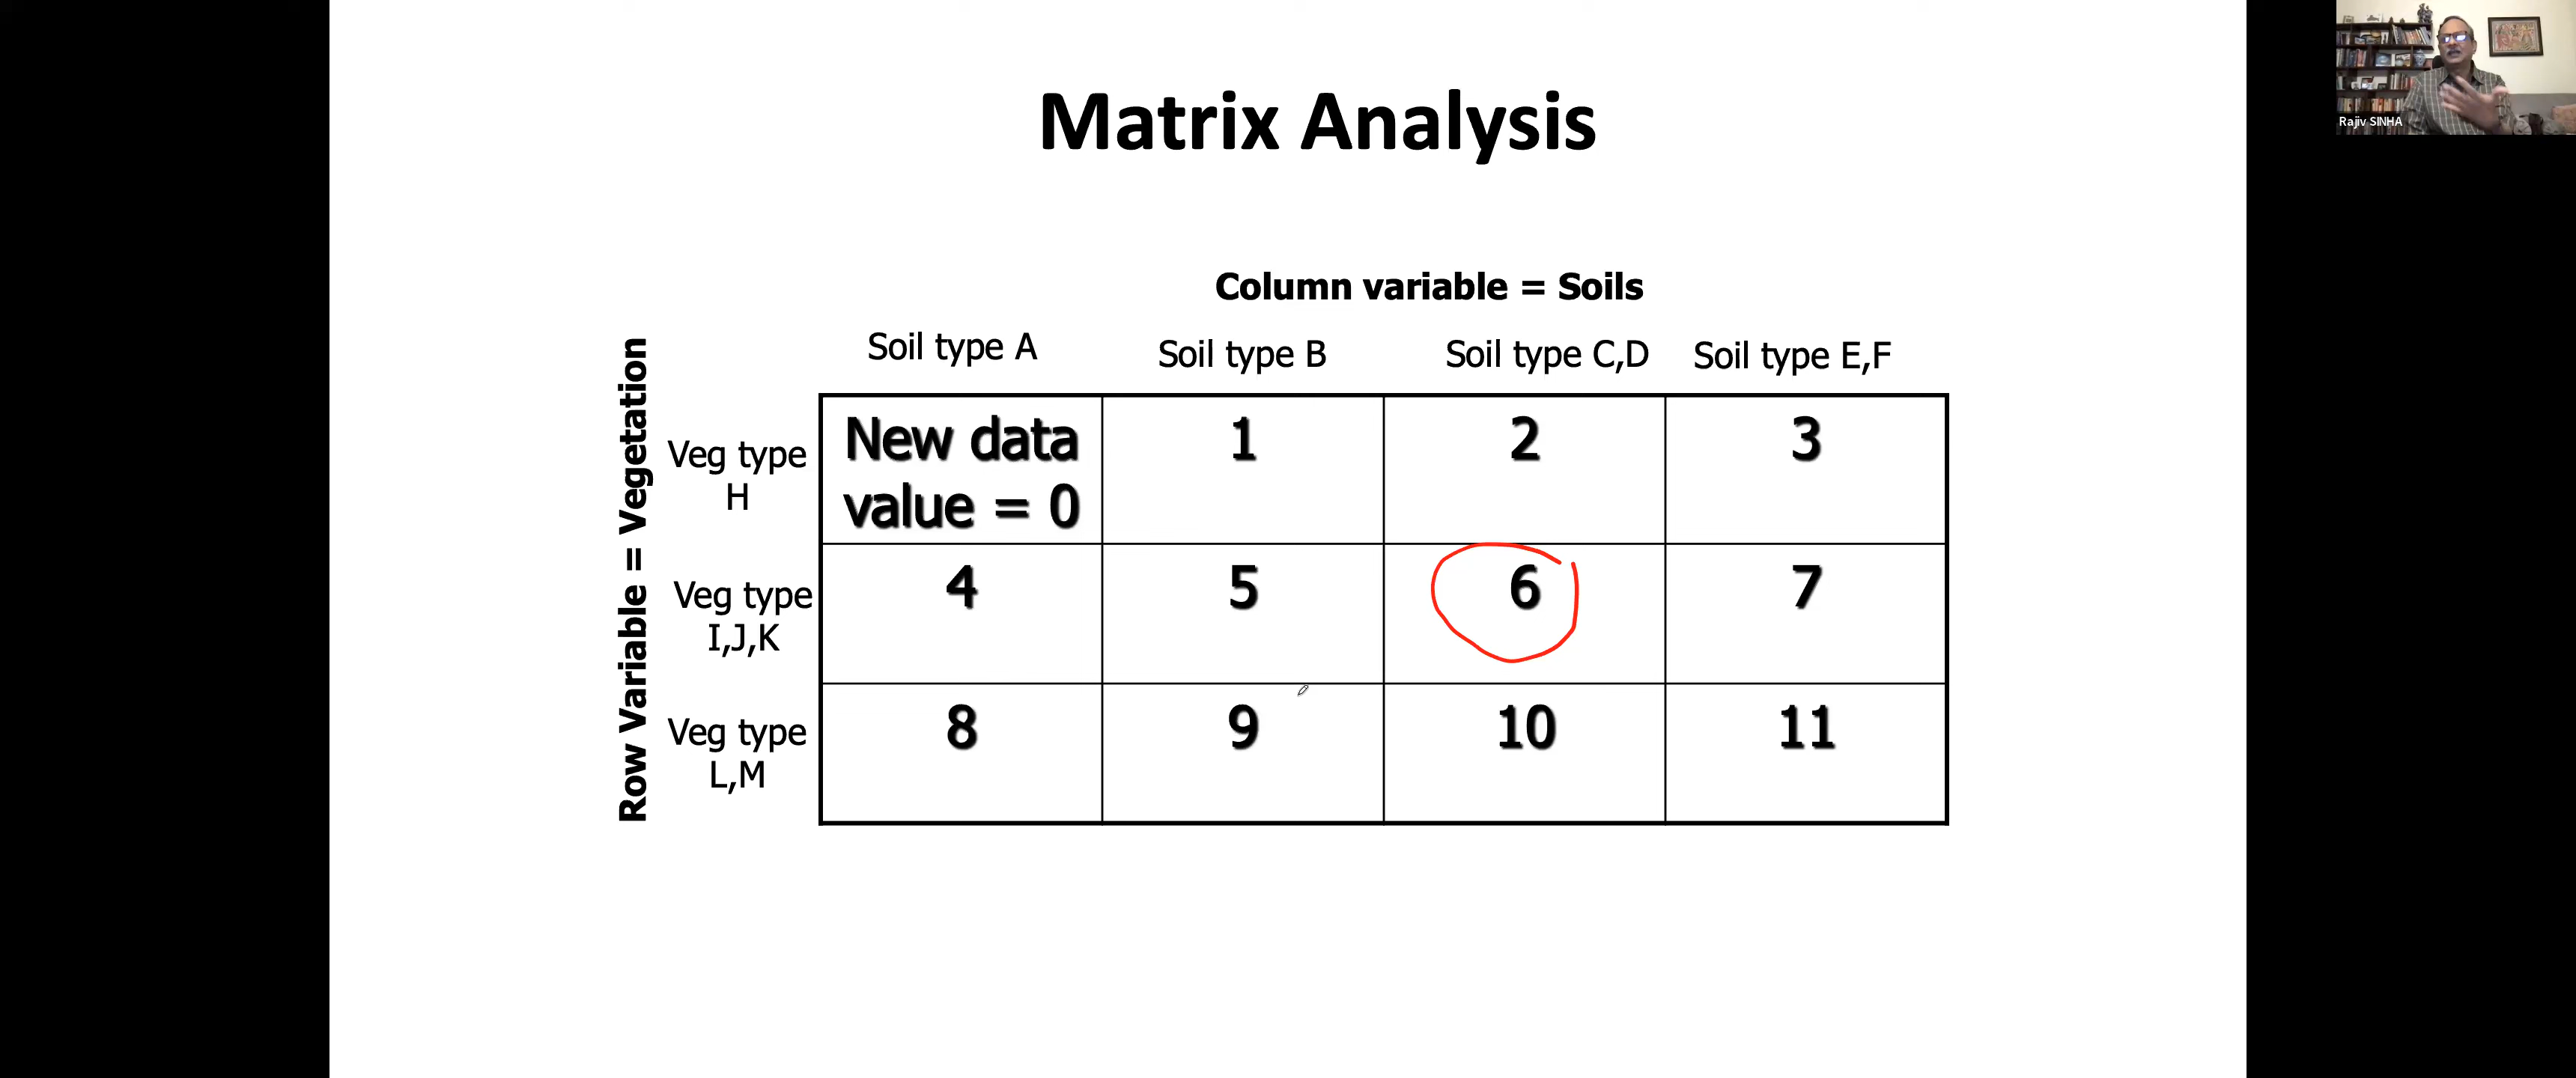 Rajiv SINHA
Matrix Analysis
Column variable = Soils
Soil type A
Soil type B
Soil type C,D
Soil type E,F
Row Variable = Vegetation
Veg type
H
New data
value = 0
1
2
3
Veg type
I,J,K
4
5
6
7
Veg type
L,M
8
9
10
11